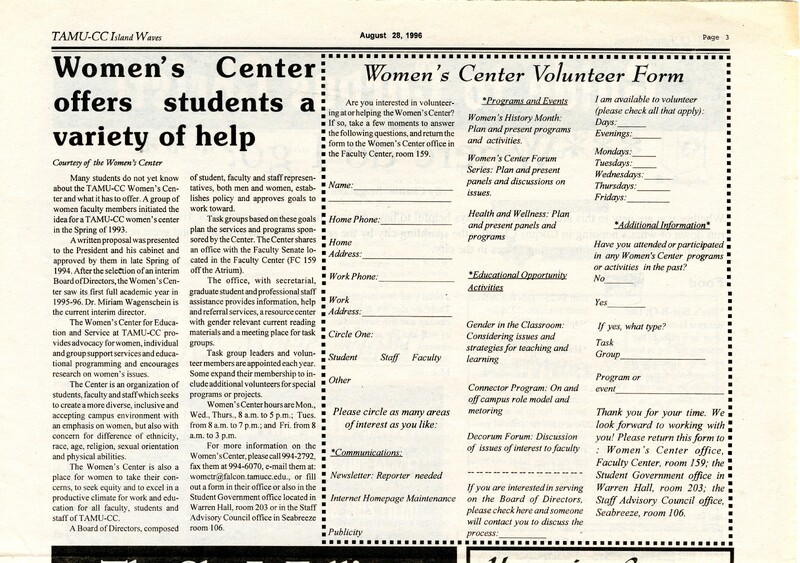 TAMU-CC Island Waves
August 28, 1996
Page 3
Women's Center
offers students a
variety of help
Courtesy of the Women's Center
Many students do not yet know
about the TAMU-CC Women's Cen-
ter and what it has to offer. A group of
women faculty members initiated the
idea for a TAMU-CC women's center
in the Spring of 1993.
A written proposal was presented
to the President and his cabinet and
approved by them in late Spring of
1994. After the selection of an interim
Board of Directors, the Women's Cen-
ter saw its first full academic year in
1995-96. Dr. Miriam Wagenschein is
the current interim director.
The Women's Center for Educa-
tion and Service at TAMU-CC pro-
vides advocacy for women, individual
and group support services and educa-
tional programming and encourages
research on women's issues.
The Center is an organization of
students, faculty and staff which seeks
to create a more diverse, inclusive and
accepting campus environment with
an emphasis on women, but also with
concern for difference of ethnicity,
race, age, religion, sexual orientation
and physical abilities.
The Women's Center is also a
place for women to take their con-
cerns, to seek equity and to excel in a
productive climate for work and edu-
cation for all faculty, students and
staff of TAMU-CC.
A Board of Directors, composed
of student, faculty and staff represen-
tatives, both men and women, estab-
lishes policy and approves goals to
work toward.
Task groups based on these goals
plan the services and programs spon-
sored by the Center. The Center shares
an office with the Faculty Senate lo-
cated in the Faculty Center (FC 159
off the Atrium).
The office, with secretarial,
graduate student and professional staff
assistance provides information, help
and referral services, a resource center
with gender relevant current reading
materials and a meeting place for task
groups.
Task group leaders and volun-
teer members are appointed each year.
Some expand their membership to in-
clude additional volunteers for special
programs or projects.
Women's Center hours are Mon.,
Wed., Thurs., 8 a.m. to 5 p.m.; Tues.
from 8 a.m. to 7 p.m.; and Fri. from 8
a.m. to 3 p.m.
For more information on the
Women's Center, please call 994-2792,
fax them at 994-6070, e-mail them at:
womctr@falcon.tamucc.edu., or fill
out a form in their office or also in the
Student Government office located in
Warren Hall, room 203 or in the Staff
Advisory Council office in Seabreeze
room 106.
Women's Center Volunteer Form
Are you interested in volunteer-
ing at or helping the Women's Center?
If so, take a few moments to answer
the following questions, and return the
form to the Women's Center office in
the Faculty Center, room 159.
Name:
Home Phone:
Home
Address:
Work Phone:
Work
Address:
Circle One:
Student Staff Faculty
Other
Please circle as many areas
of interest as you like:
*Communications:
Newsletter: Reporter needed
Internet Homepage Maintenance
Publicity
*Programs and Events
Women's History Month:
Plan and present programs
and activities.
Women's Center Forum
Series: Plan and present
panels and discussions on
issues.
Health and Wellness: Plan
and present panels and
programs
*Educational Opportunity
Activities
Gender in the Classroom:
Considering issues and
strategies for teaching and
learning
Connector Program: On and
off campus role model and
metoring
Decorum Forum: Discussion
of issues of interest to faculty
If you are interested in serving
on the Board of Directors,
please check here and someone
will contact you to discuss the
process:
I am available to volunteer
(please check all that apply):
Days:
Evenings:
Mondays:
Tuesdays:
Wednesdays:
Thursdays:
Fridays:
*Additional Information*
Have you attended or participated
in any Women's Center programs
or activities in the past?
No
Yes
If yes, what type?
Task
Group
Program or
event
Thank you for your time. We
look forward to working with
you! Please return this form to
: Women's Center office,
Faculty Center, room 159; the
Student Government office in
Warren Hall, room 203; the
Staff Advisory Council office,
Seabreeze, room 106.